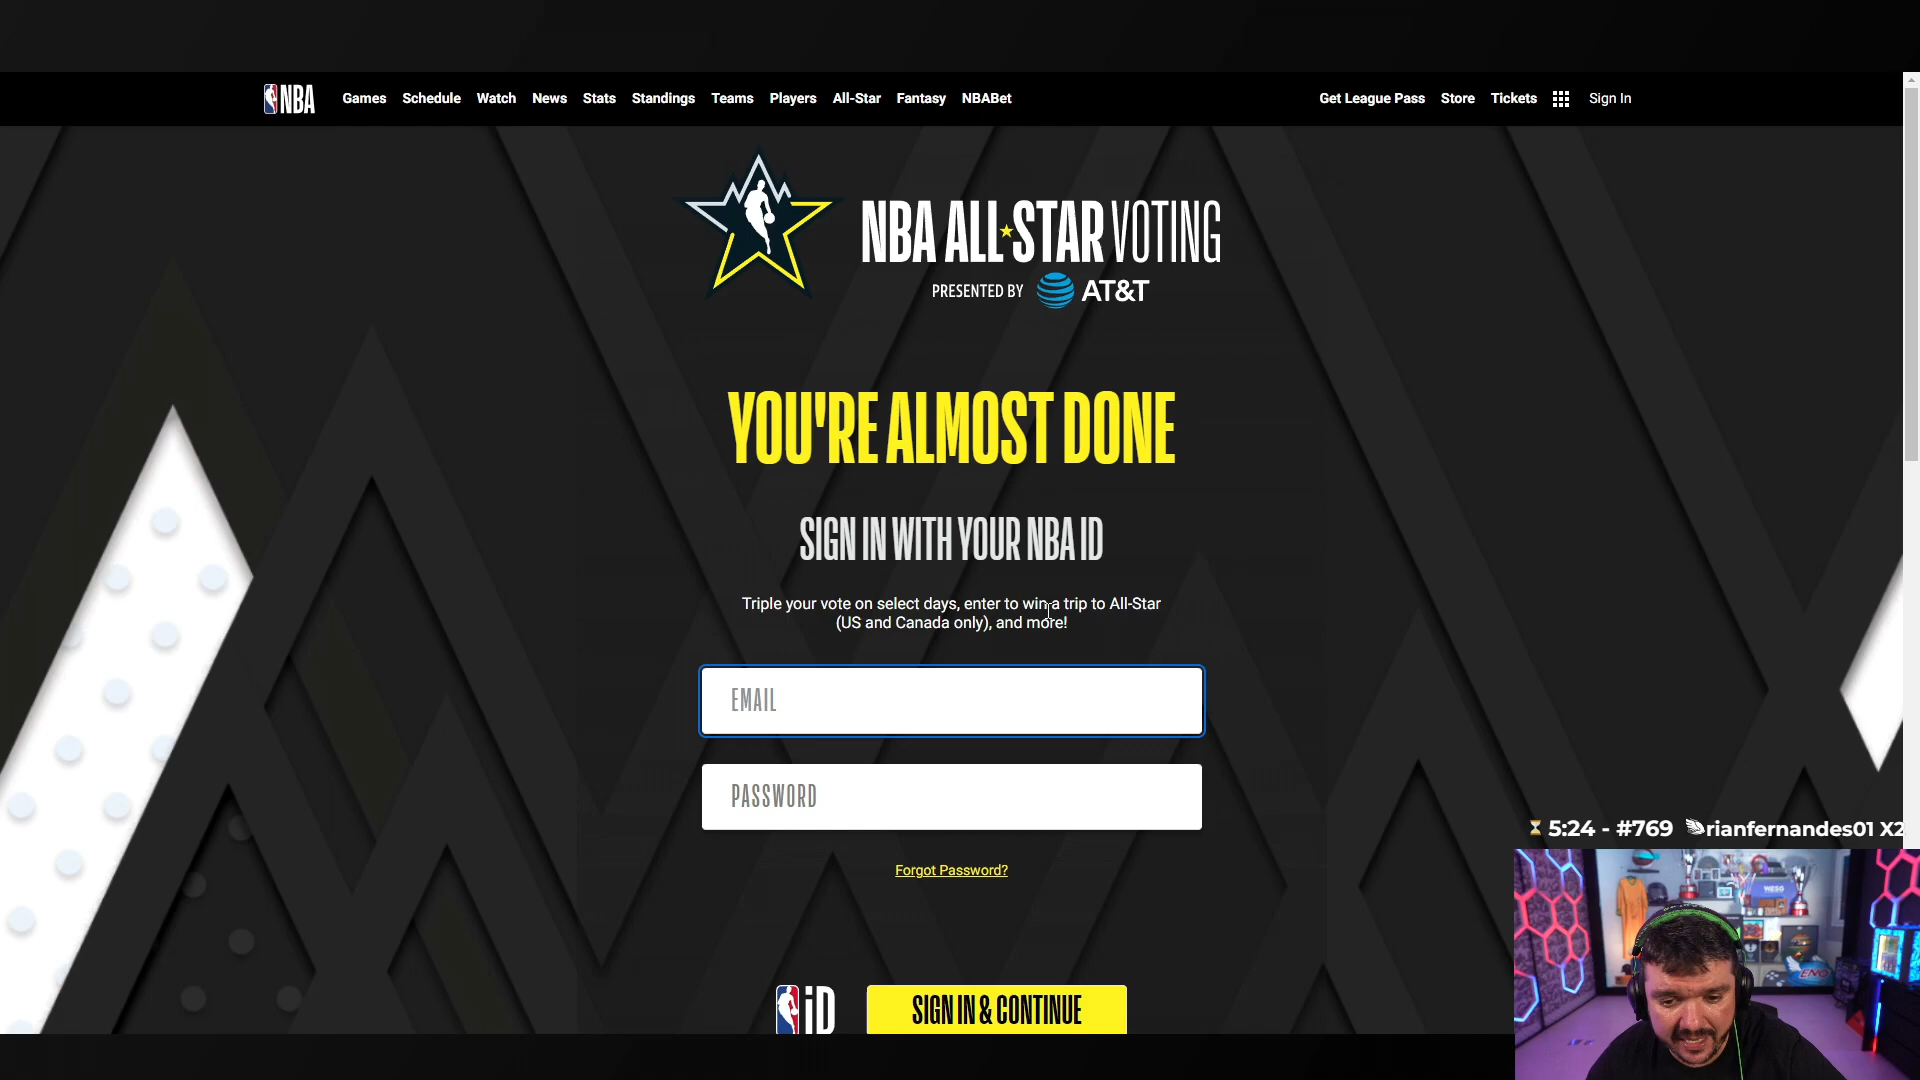 NBA Games Schedule Watch News Stats Standings Teams Players All-Star Fantasy NBABet Get League Pass Store Tickets Sign In
NBA ALL★STAR VOTING
PRESENTED BY AT&T
YOU'RE ALMOST DONE
SIGN IN WITH YOUR NBA ID
Triple your vote on select days, enter to win a trip to All-Star
(US and Canada only), and more!
EMAIL
PASSWORD
Forgot Password?
5:24 - #769 rianfernandes01 X2
iD SIGN IN & CONTINUE
WESG